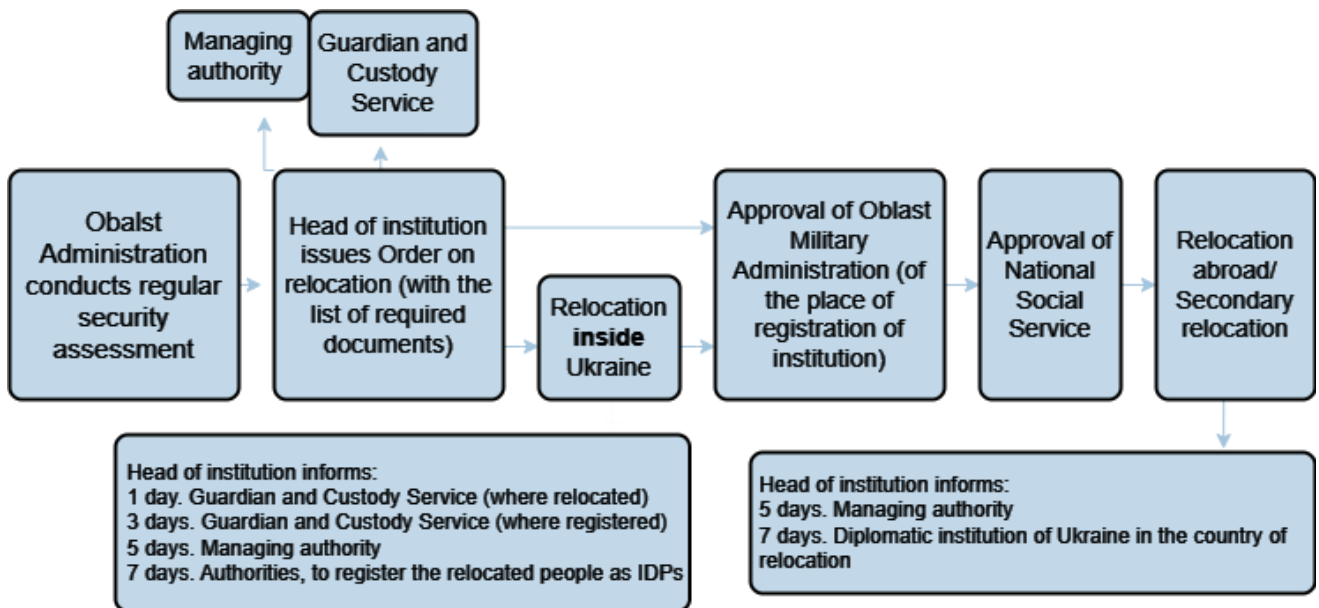 Managing
authority
Guardian and
Custody
Service
Obalst
Administration
conducts regular
security
assessment
Head of institution
issues Order on
relocation (with the
list of required
documents)
Relocation
inside
Ukraine
Approval of Oblast
Military
Administration (of
the place of
registration of
institution)
Approval of
National
Social
Service
Relocation
abroad/
Secondary
relocation
Head of institution informs:
1 day. Guardian and Custody Service (where relocated)
3 days. Guardian and Custody Service (where registered)
5 days. Managing authority
7 days. Authorities, to register the relocated people as IDPs
Head of institution informs:
5 days. Managing authority
7 days. Diplomatic institution of Ukraine in the country of
relocation